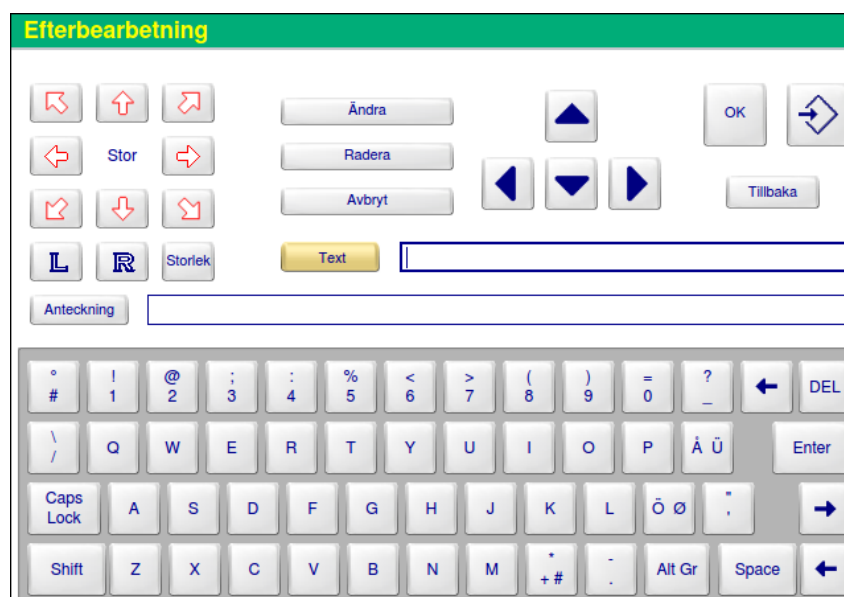 Efterbearbetning
Ändra
OK
Stor
Radera
Tillbaka
Avbryt
L R Storlek
Text
Anteckning
° ! @ ; : % < > ( ) = ?
# 1 2 3 4 5 6 7 8 9 0 _ DEL
\
/ Q W E R T Y U I O P Å Ü Enter
Caps
Lock A S D F G H J K L Ö Ø " '
Shift Z X C V B N M * + # - . Alt Gr Space